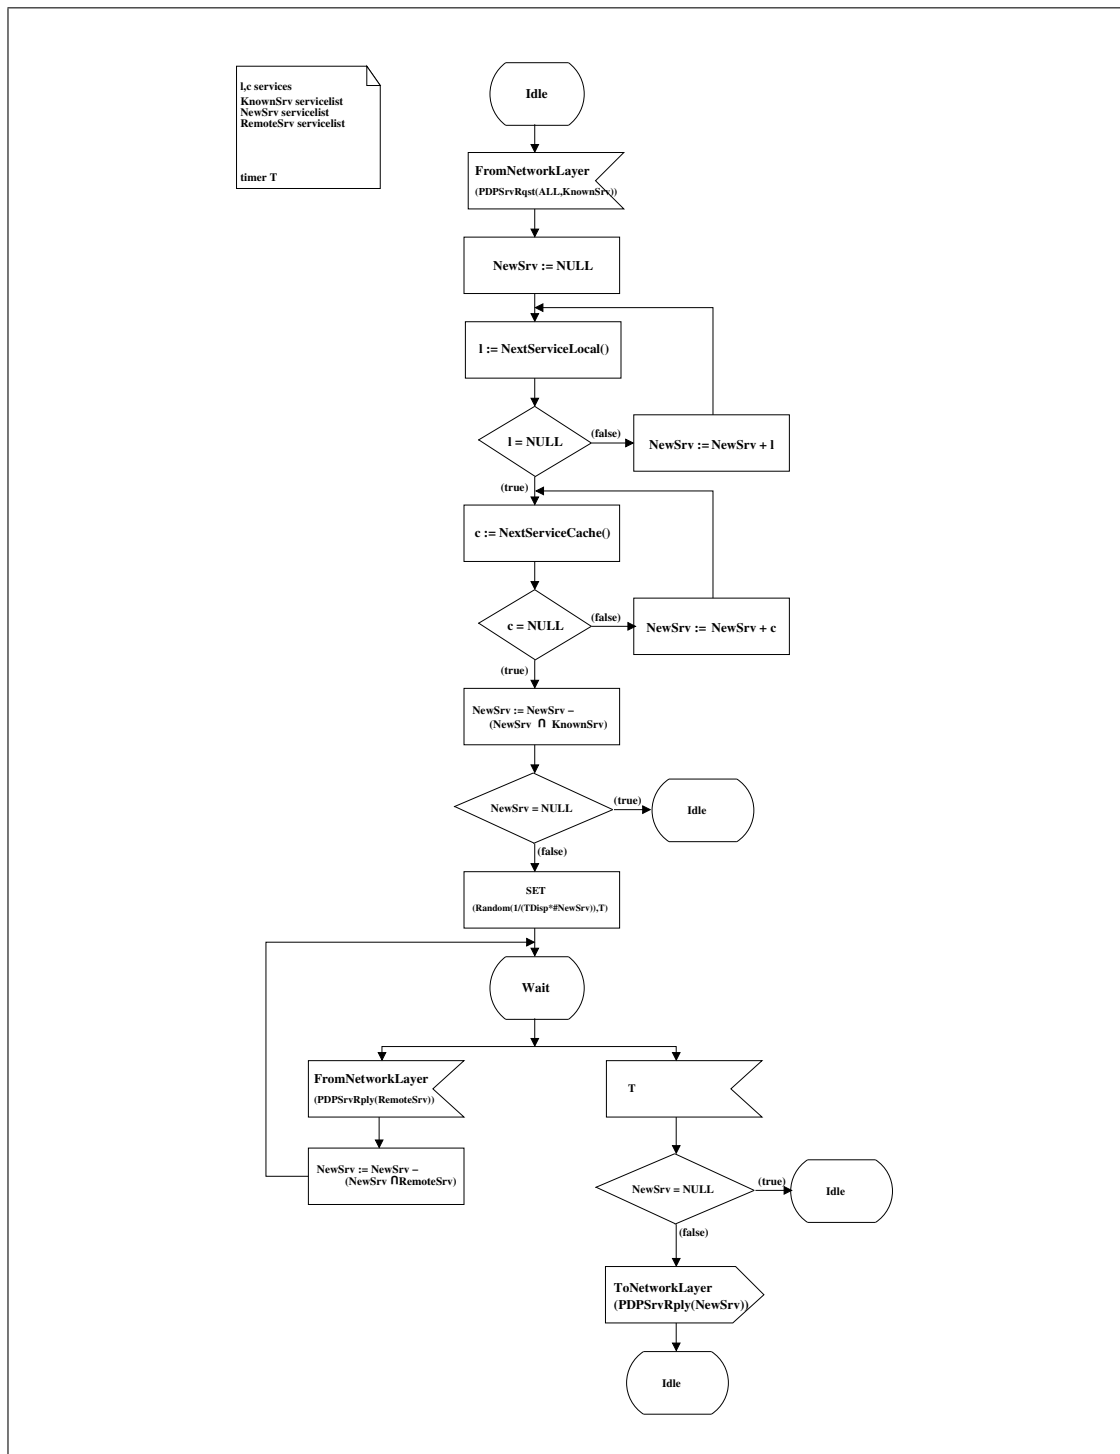 l,c services
KnownSrv servicelist
NewSrv servicelist
RemoteSrv servicelist
timer T
Idle
FromNetworkLayer
(PDPSrvRqst(ALL,KnownSrv))
NewSrv := NULL
l := NextServiceLocal()
l = NULL
(false)
NewSrv := NewSrv + l
(true)
c := NextServiceCache()
c = NULL
(false)
NewSrv := NewSrv + c
(true)
NewSrv := NewSrv −
(NewSrv ∩ KnownSrv)
NewSrv = NULL
(true)
Idle
(false)
SET
(Random(1/(TDisp*#NewSrv)),T)
Wait
FromNetworkLayer
(PDPSrvRply(RemoteSrv))
NewSrv := NewSrv −
(NewSrv ∩RemoteSrv)
T
NewSrv = NULL
(true)
Idle
(false)
ToNetworkLayer
(PDPSrvRply(NewSrv))
Idle